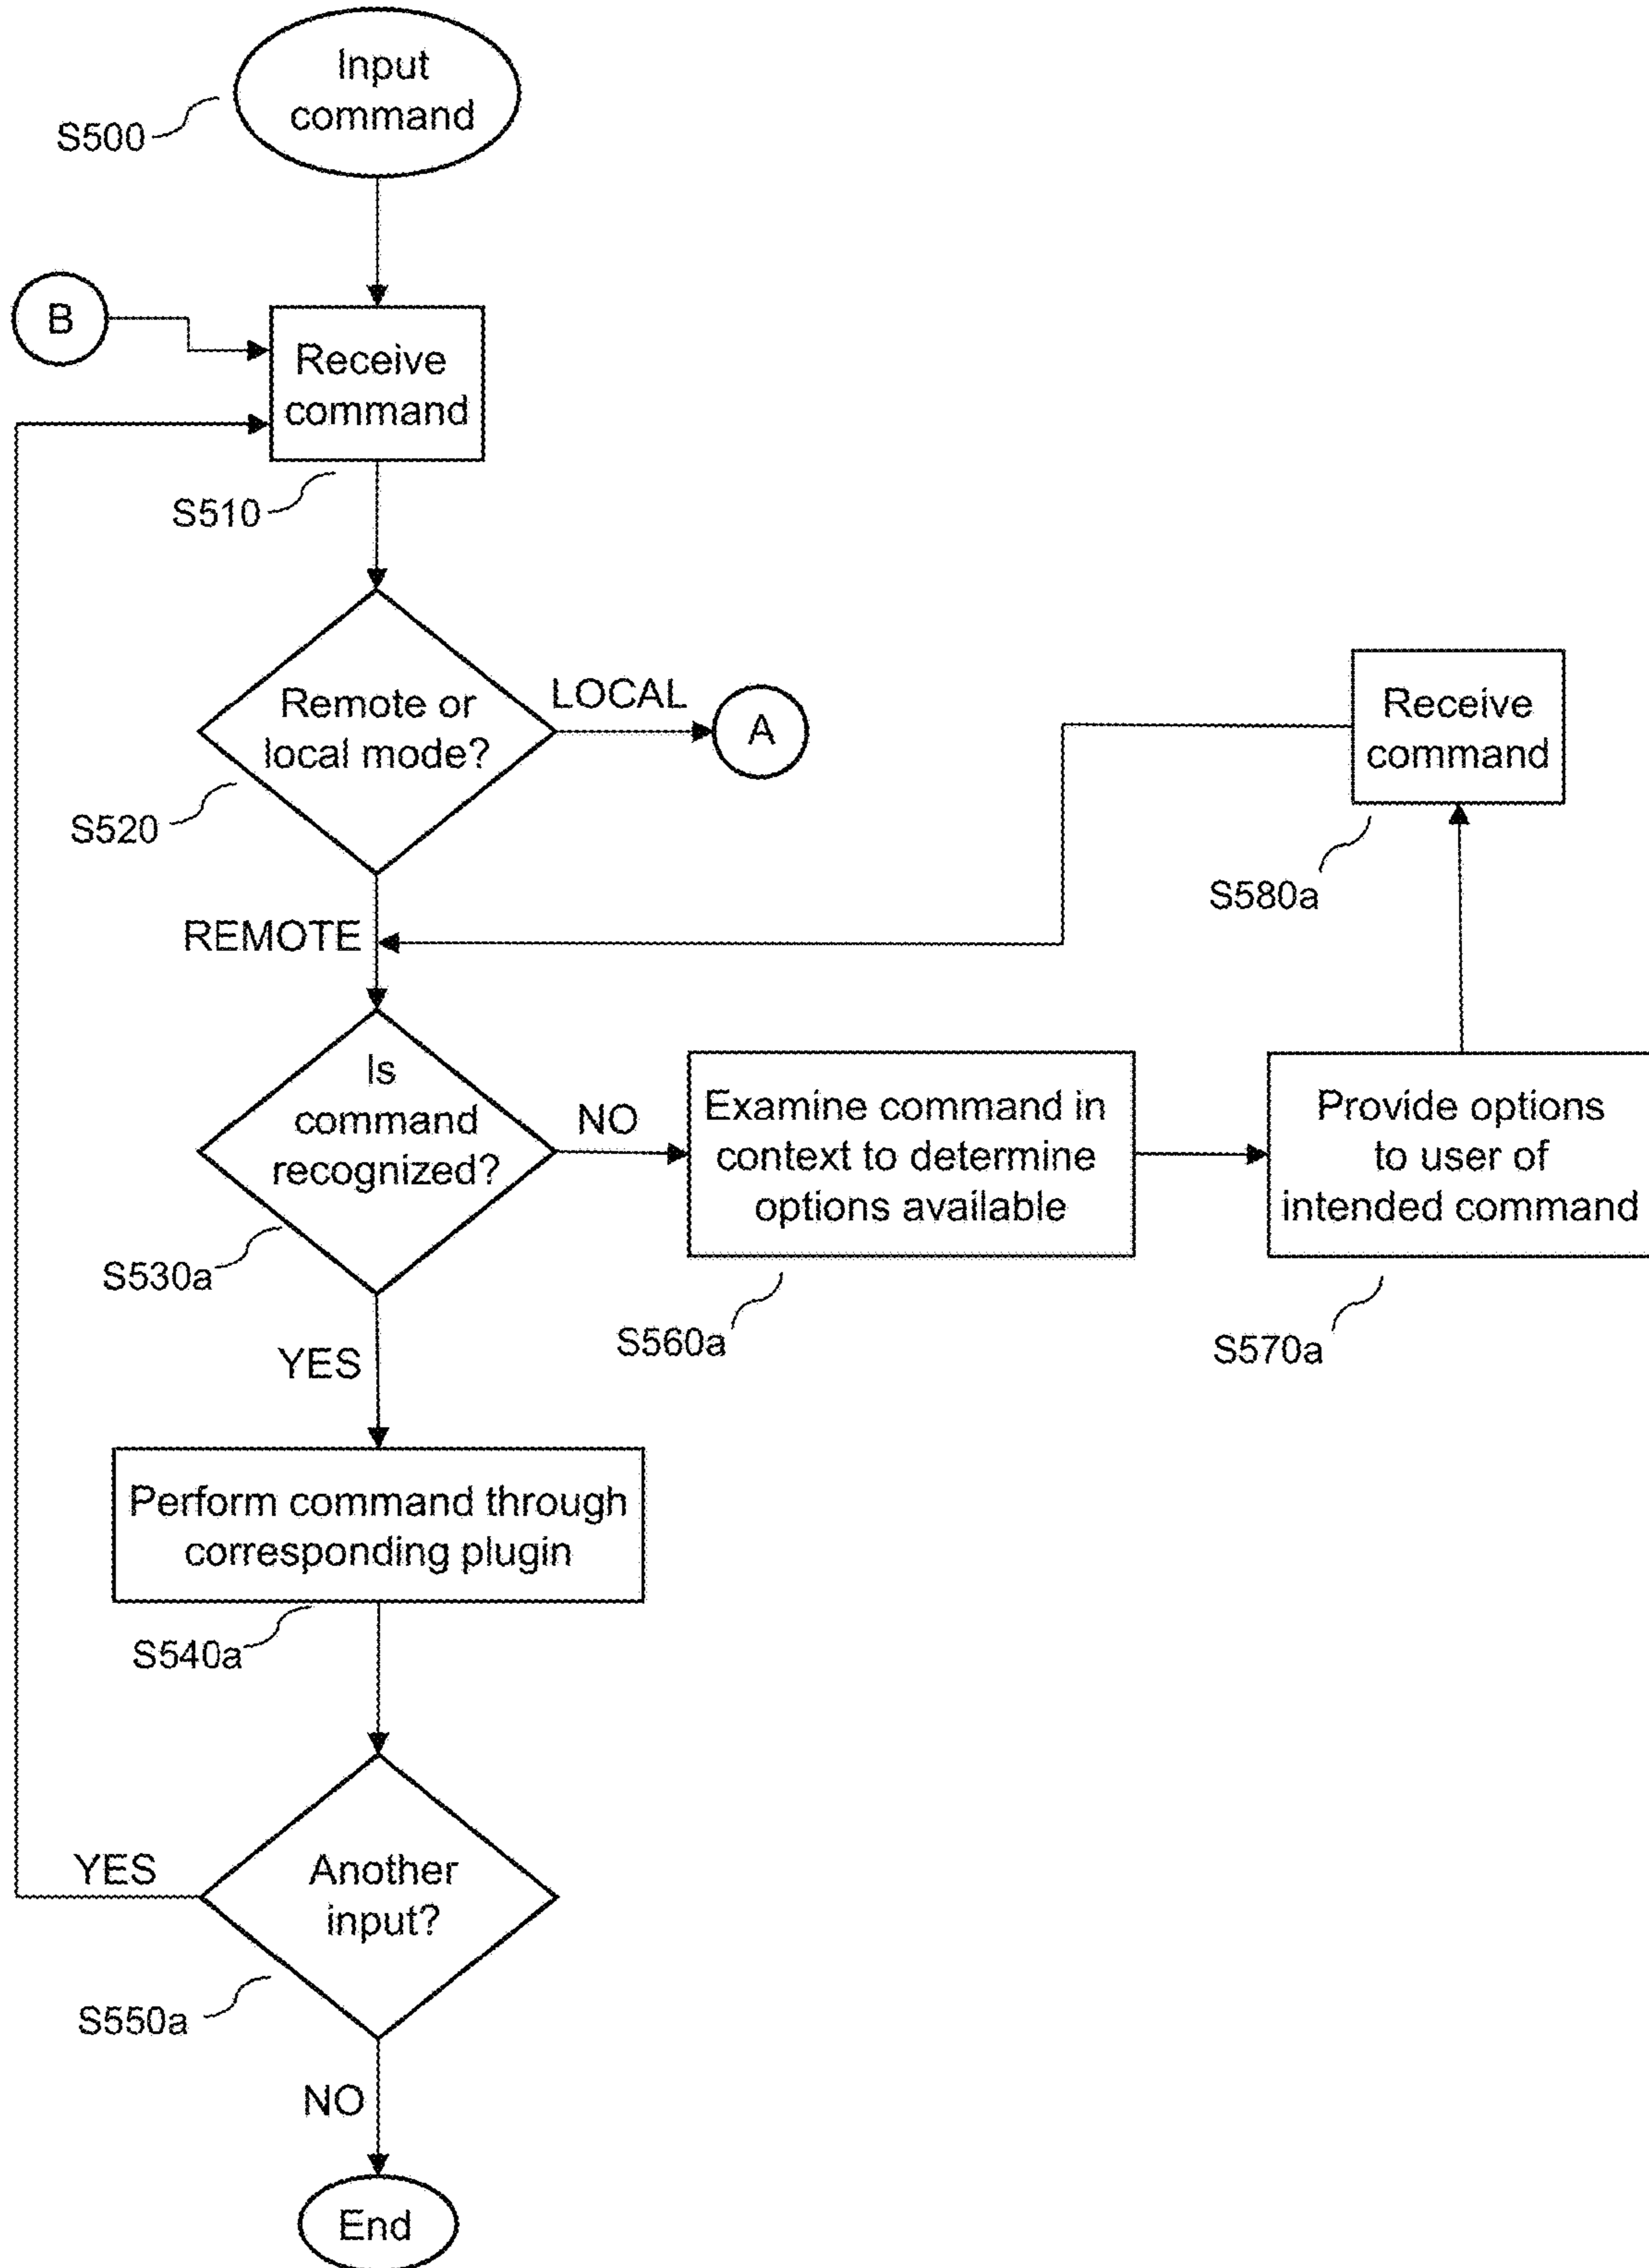 Input
command
S500
B
Receive
command
S510
Remote or
local mode?
LOCAL
A
S520
Receive
command
S580a
REMOTE
Is
command
recognized?
NO
S530a
Examine command in
context to determine
options available
S560a
Provide options
to user of
intended command
S570a
YES
Perform command through
corresponding plugin
S540a
Another
input?
YES
S550a
NO
End